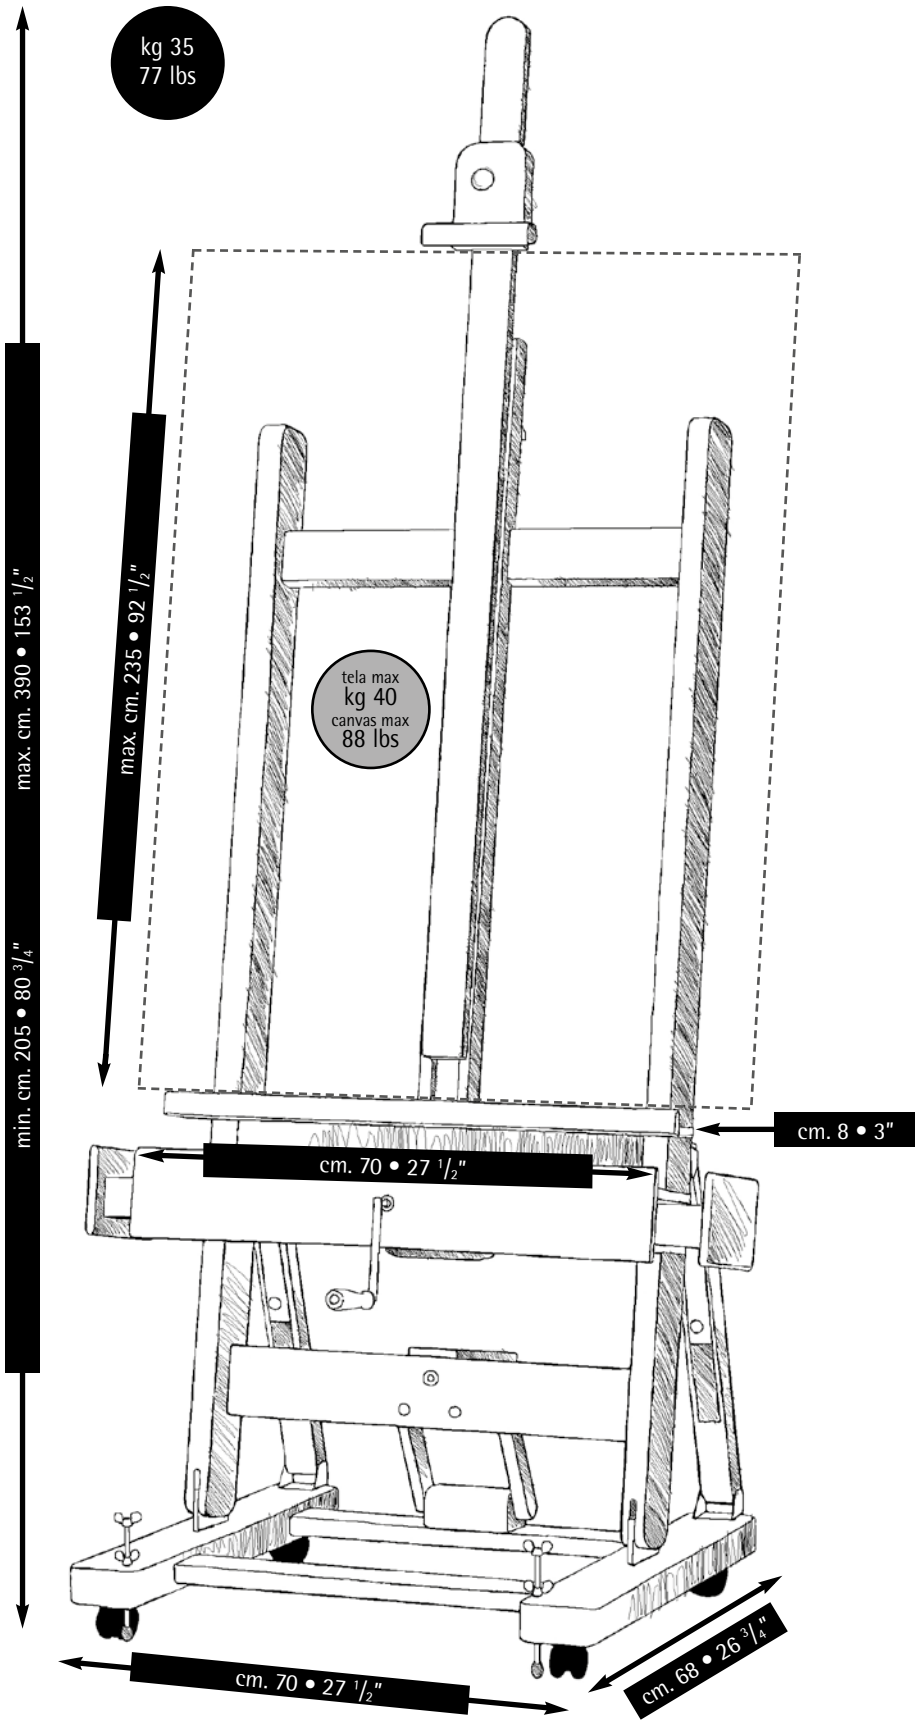 kg 35
77 lbs
max. cm. 390 • 153 1/2"
min. cm. 205 • 80 3/4"
max. cm. 235 • 92 1/2"
tela max
kg 40
canvas max
88 lbs
cm. 8 • 3"
cm. 70 • 27 1/2"
cm. 70 • 27 1/2"
cm. 68 • 26 3/4"